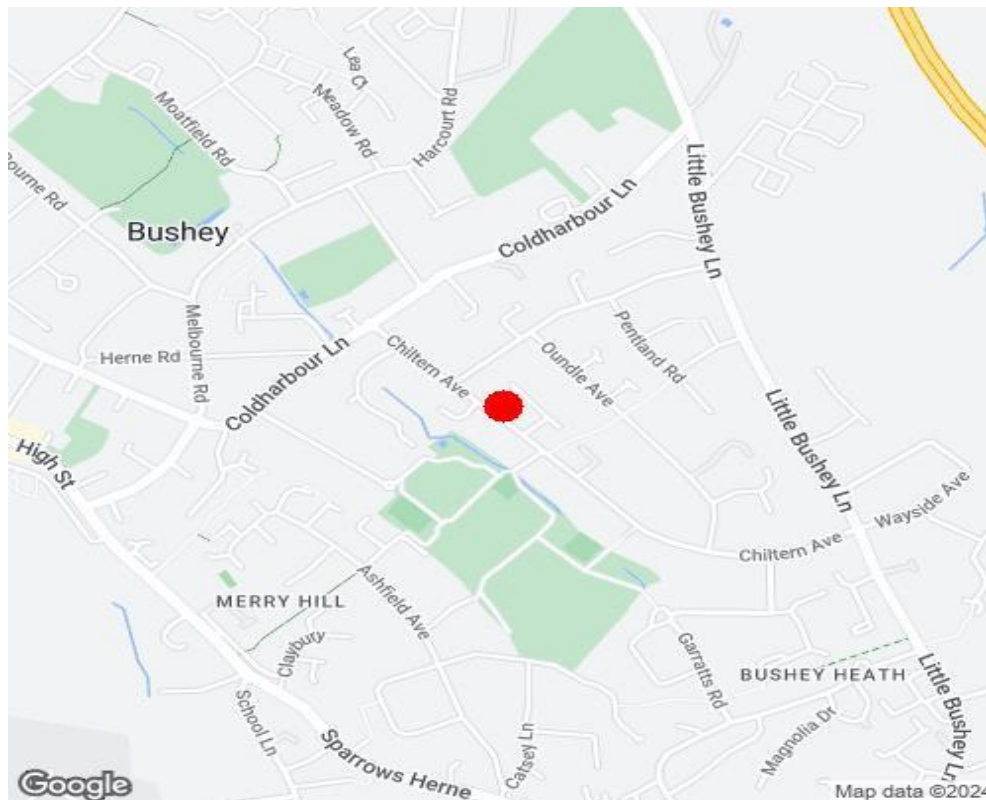 Lea Ct
Meadow Rd
Moatfield Rd
Harcourt Rd
Bushey
Coldharbour Ln
Little Bushey Ln
Melbourne Rd
Herne Rd
Chiltern Ave
Oundle Ave
Pentland Rd
Coldharbour Ln
High St
Little Bushey Ln
Wayside Ave
Chiltern Ave
MERRY HILL
Ashfield Ave
Claybury
Garratts Rd
BUSHEY HEATH
School Ln
Sparrows Herne
Catsey Ln
Magnolia Dr
Little Bushey Ln
Google
Map data ©2024